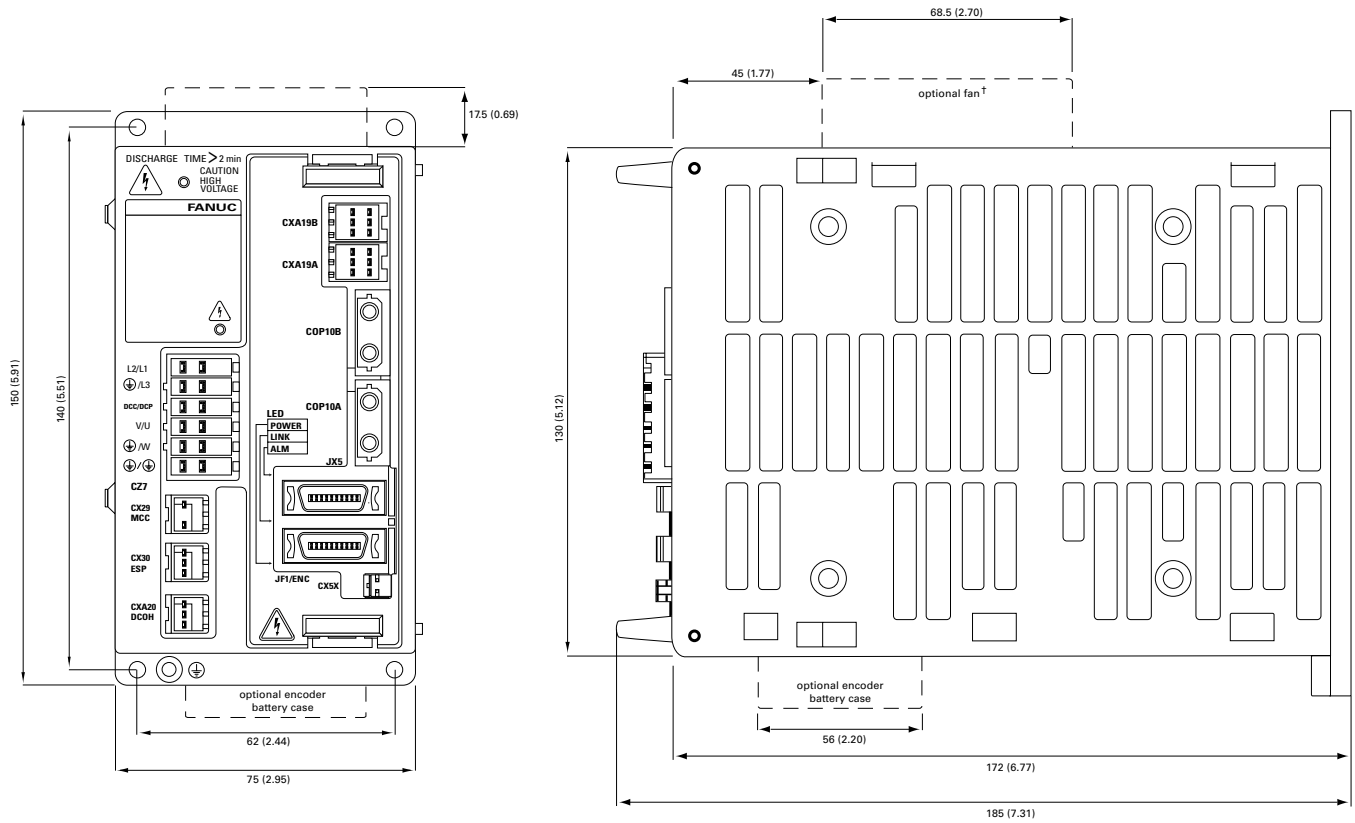 68.5 (2.70)
45 (1.77)
optional fan†
17.5 (0.69)
DISCHARGE TIME > 2 min
CAUTION
HIGH
VOLTAGE
FANUC
CXA19B
CXA19A
COP10B
COP10A
L2/L1
/L3
DCC/DCP
V/U
/W
/
CZ7
CX29
MCC
CX30
ESP
CXA20
DCOH
LED
POWER
LINK
ALM
JX5
JF1/ENC
CX5X
150 (5.91)
140 (5.51)
optional encoder
battery case
62 (2.44)
75 (2.95)
130 (5.12)
optional encoder
battery case
56 (2.20)
172 (6.77)
185 (7.31)